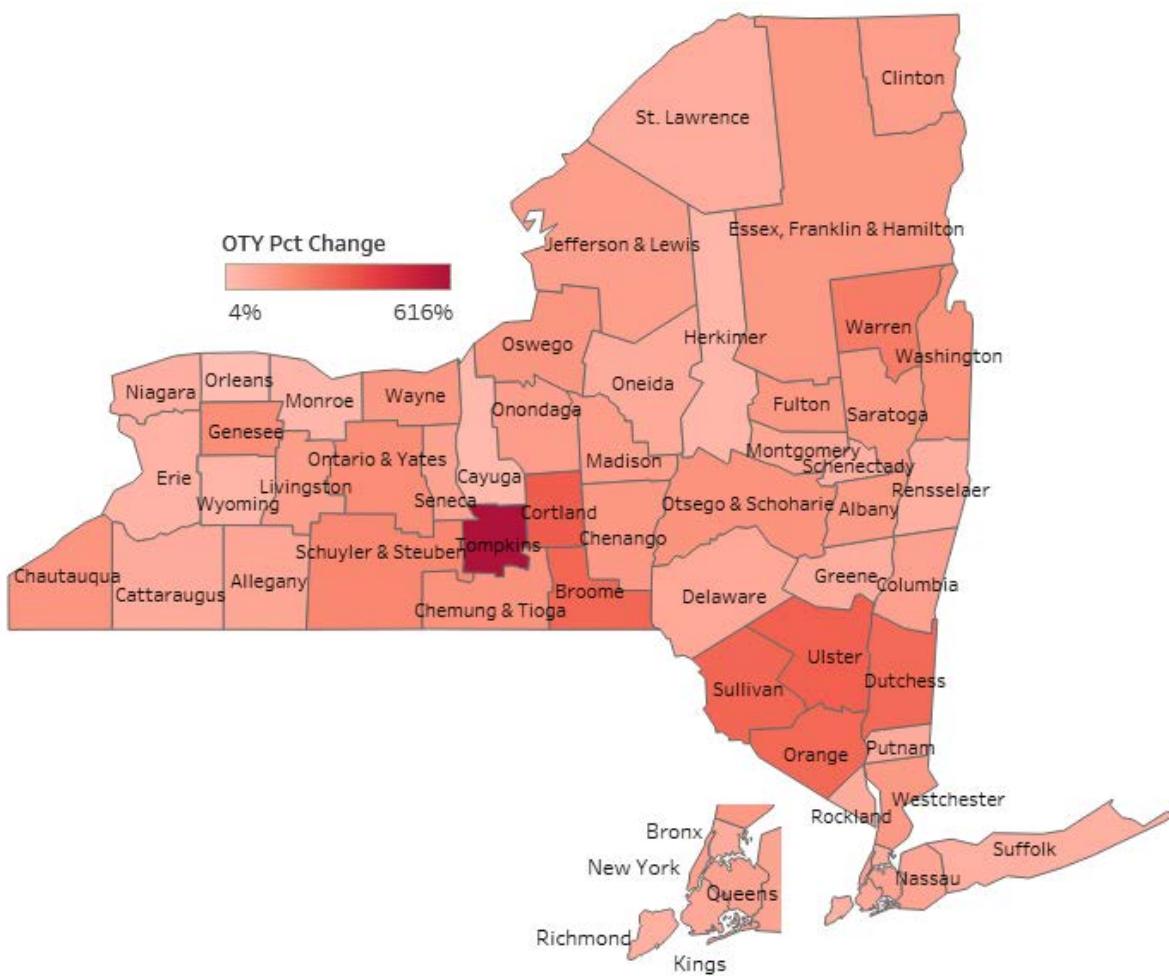 Clinton
St. Lawrence
Essex, Franklin & Hamilton
Jefferson & Lewis
OTY Pct Change
4%
616%
Warren
Herkimer
Oswego
Washington
Niagara
Orleans
Monroe
Wayne
Oneida
Onondaga
Fulton
Saratoga
Genesee
Montgomery
Madison
Ontario & Yates
Schenectady
Erie
Cayuga
Livingston
Wyoming
Seneca
Rensselaer
Otsego & Schoharie
Albany
Cortland
Chenango
Tompkins
Schuyler & Steuben
Chautauqua
Allegany
Cattaraugus
Greene
Columbia
Broome
Delaware
Chemung & Tioga
Ulster
Dutchess
Sullivan
Orange
Putnam
Westchester
Rockland
Bronx
Suffolk
New York
Nassau
Queens
Richmond
Kings